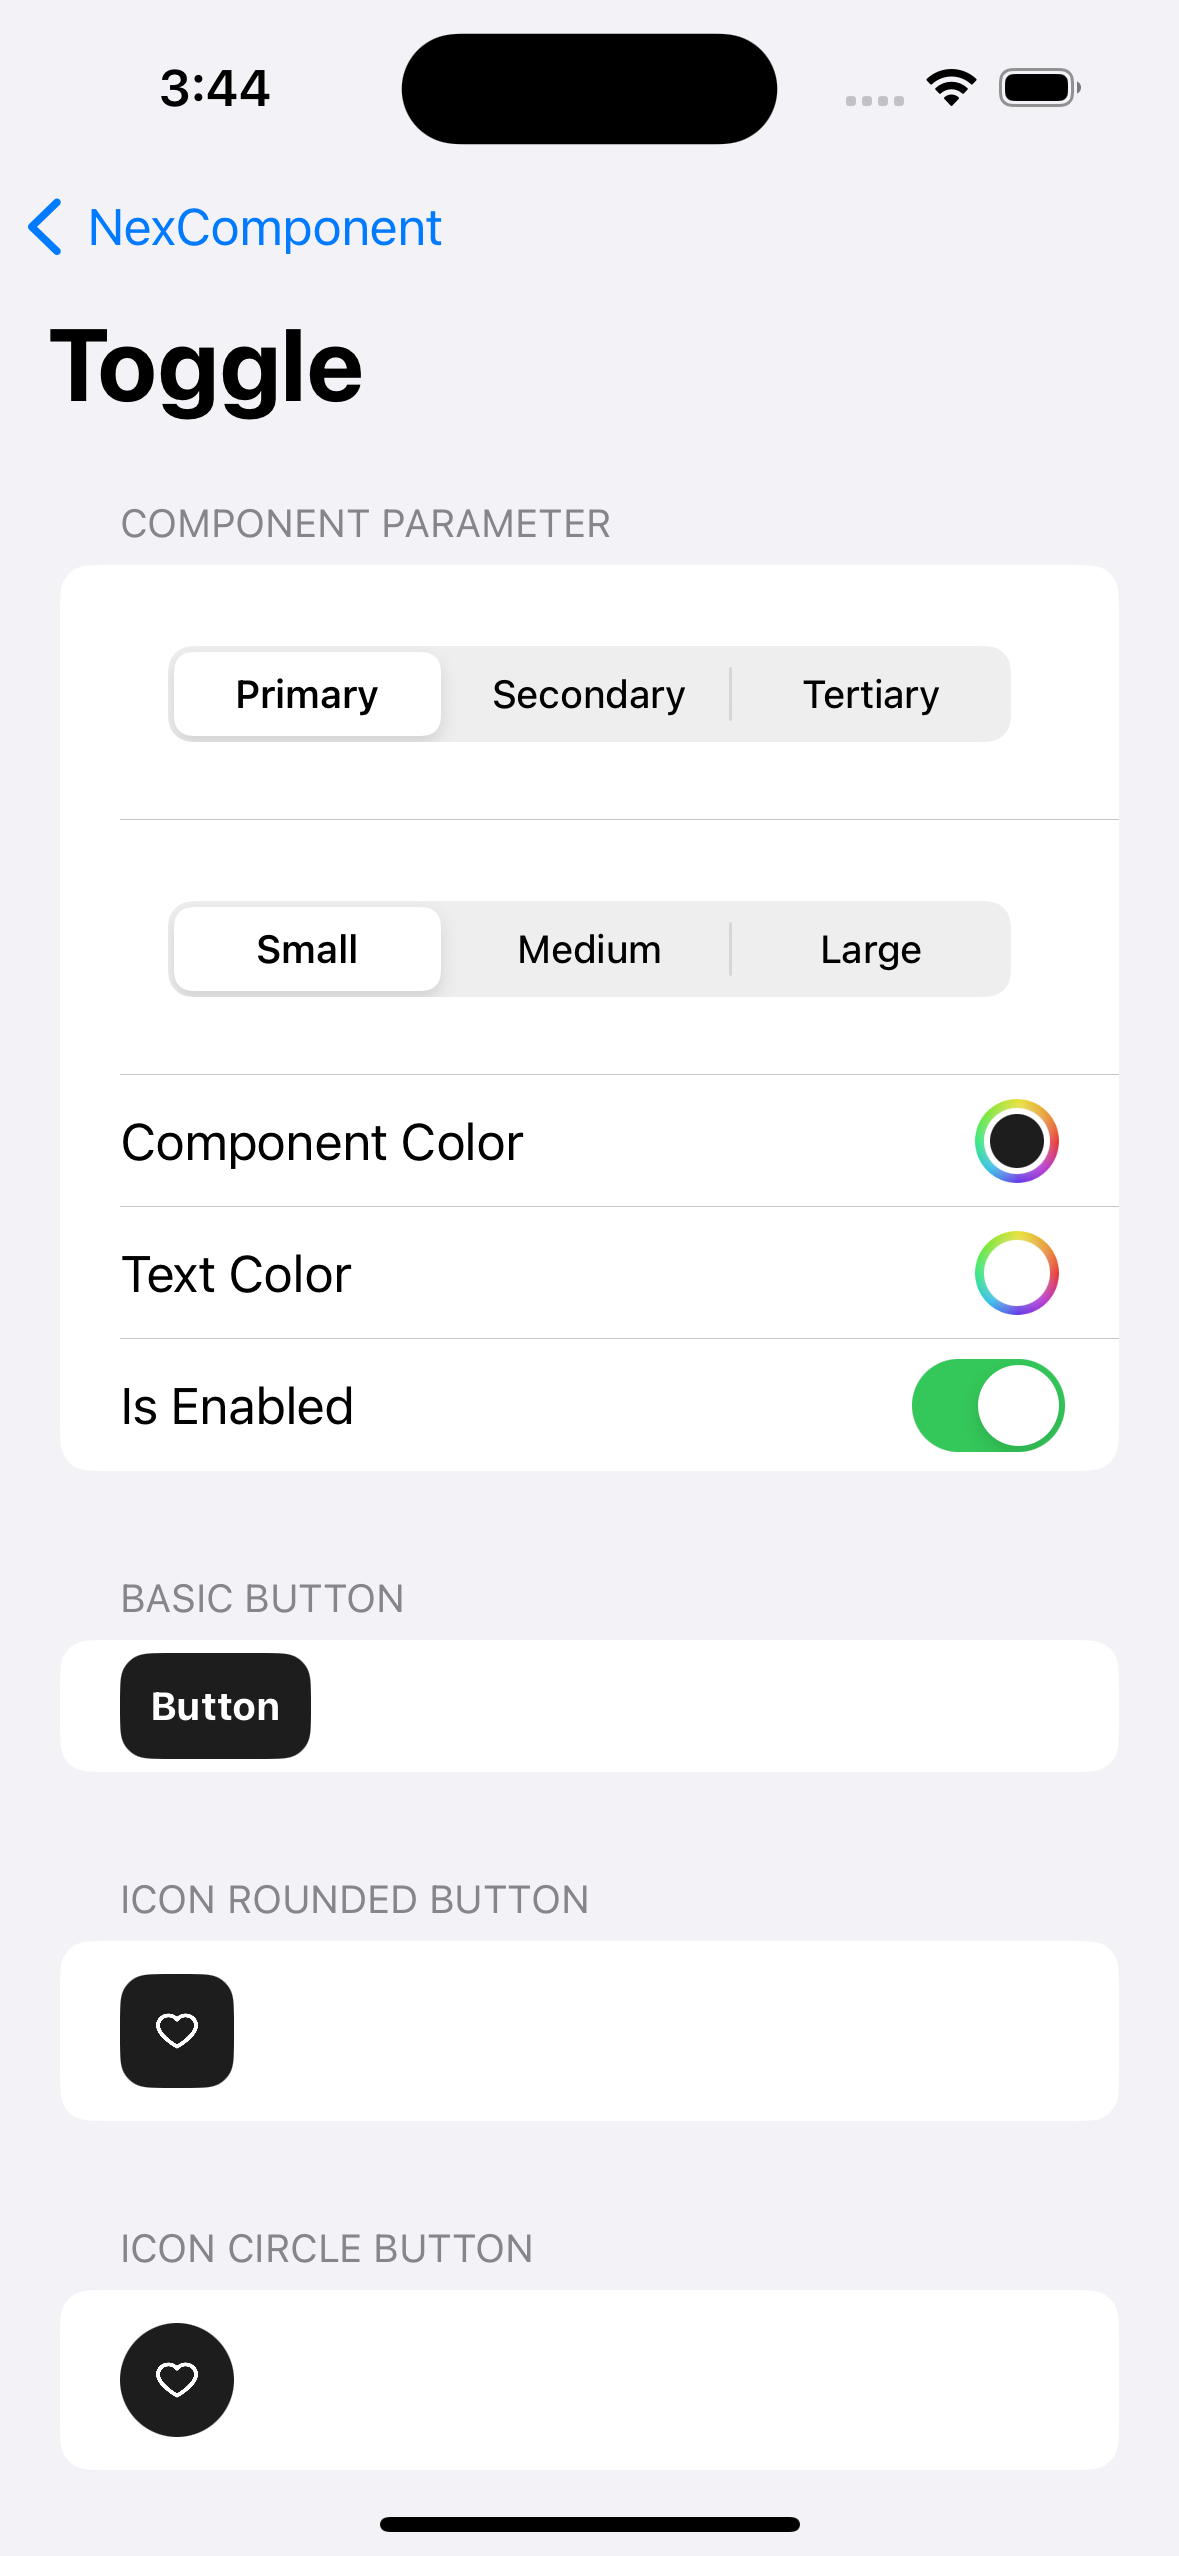 3:44
NexComponent
Toggle
COMPONENT PARAMETER
Primary Secondary Tertiary
Small Medium Large
Component Color
Text Color
Is Enabled
BASIC BUTTON
Button
ICON ROUNDED BUTTON
ICON CIRCLE BUTTON